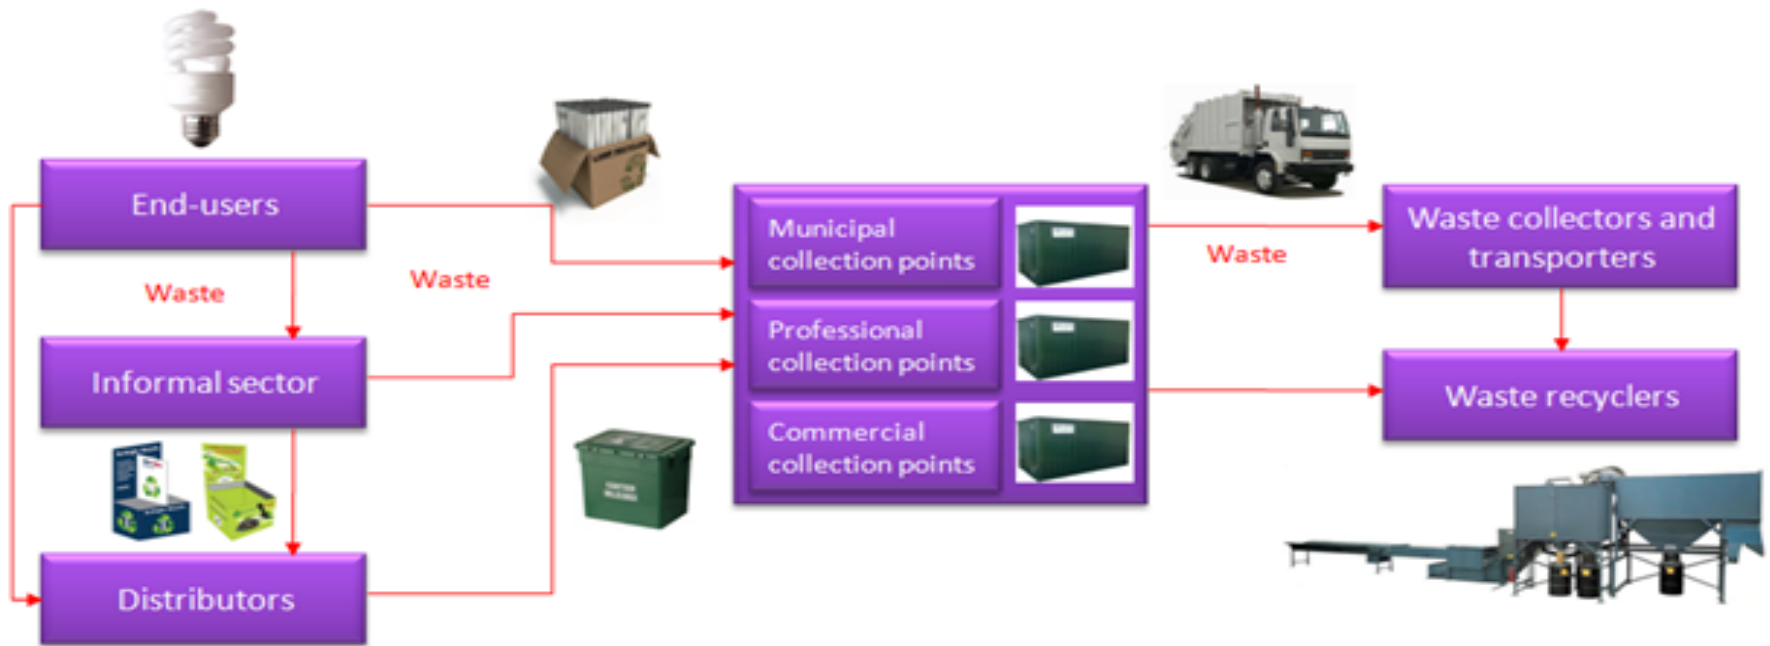 End-users
Waste
Waste
Informal sector
Distributors
Municipal
collection points
Professional
collection points
Commercial
collection points
Waste
Waste collectors and
transporters
Waste recyclers